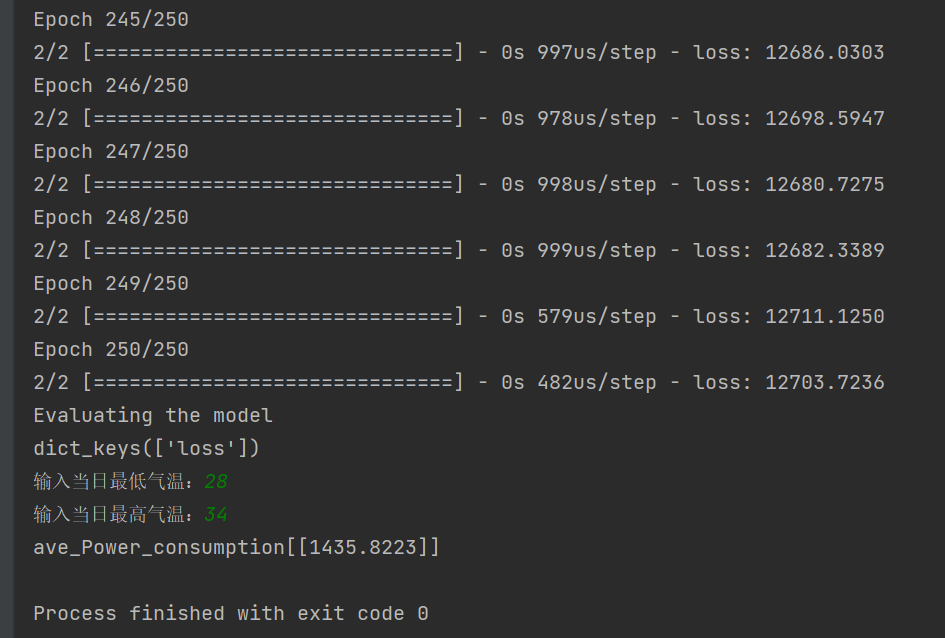 Epoch 245/250
2/2 [==============================] - 0s 997us/step - loss: 12686.0303
Epoch 246/250
2/2 [==============================] - 0s 978us/step - loss: 12698.5947
Epoch 247/250
2/2 [==============================] - 0s 998us/step - loss: 12680.7275
Epoch 248/250
2/2 [==============================] - 0s 999us/step - loss: 12682.3389
Epoch 249/250
2/2 [==============================] - 0s 579us/step - loss: 12711.1250
Epoch 250/250
2/2 [==============================] - 0s 482us/step - loss: 12703.7236
Evaluating the model
dict_keys(['loss'])
输入当日最低气温：28
输入当日最高气温：34
ave_Power_consumption[[1435.8223]]
Process finished with exit code 0